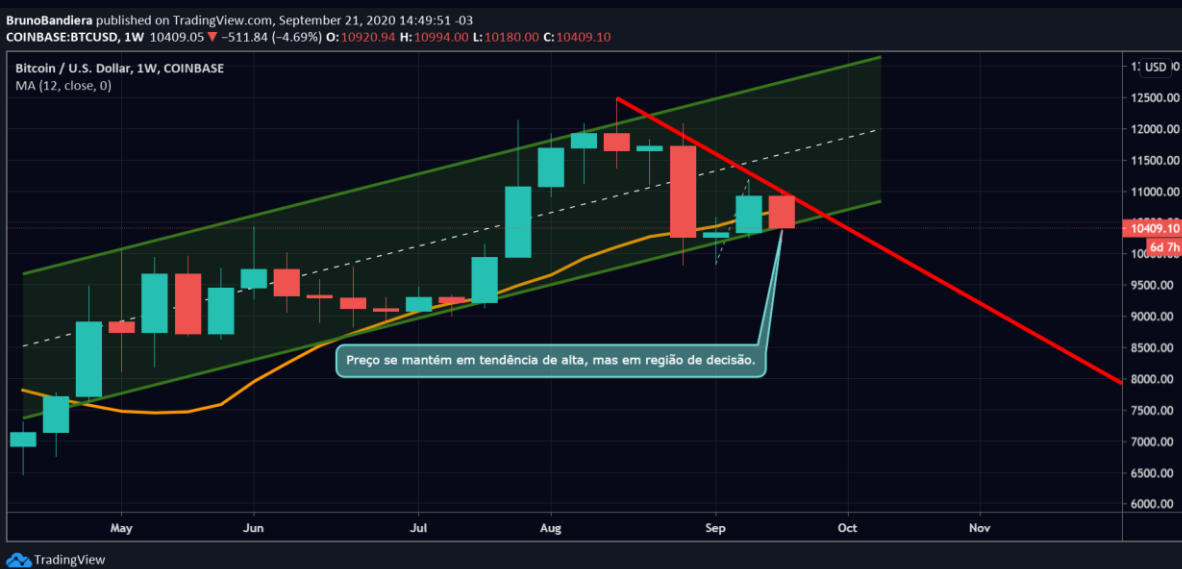 BrunoBandiera published on TradingView.com, September 21, 2020 14:49:51 -03
COINBASE:BTCUSD, 1W 10409.05 ▼ −511.84 (−4.69%) O:10920.94 H:10994.00 L:10180.00 C:10409.10
Bitcoin / U.S. Dollar, 1W, COINBASE
MA (12, close, 0)
USD
12500.00
12000.00
11500.00
11000.00
10409.10
6d 7h
9500.00
9000.00
Preço se mantém em tendência de alta, mas em região de decisão.
8500.00
8000.00
7500.00
7000.00
6500.00
6000.00
May Jun Jul Aug Sep Oct Nov
TradingView